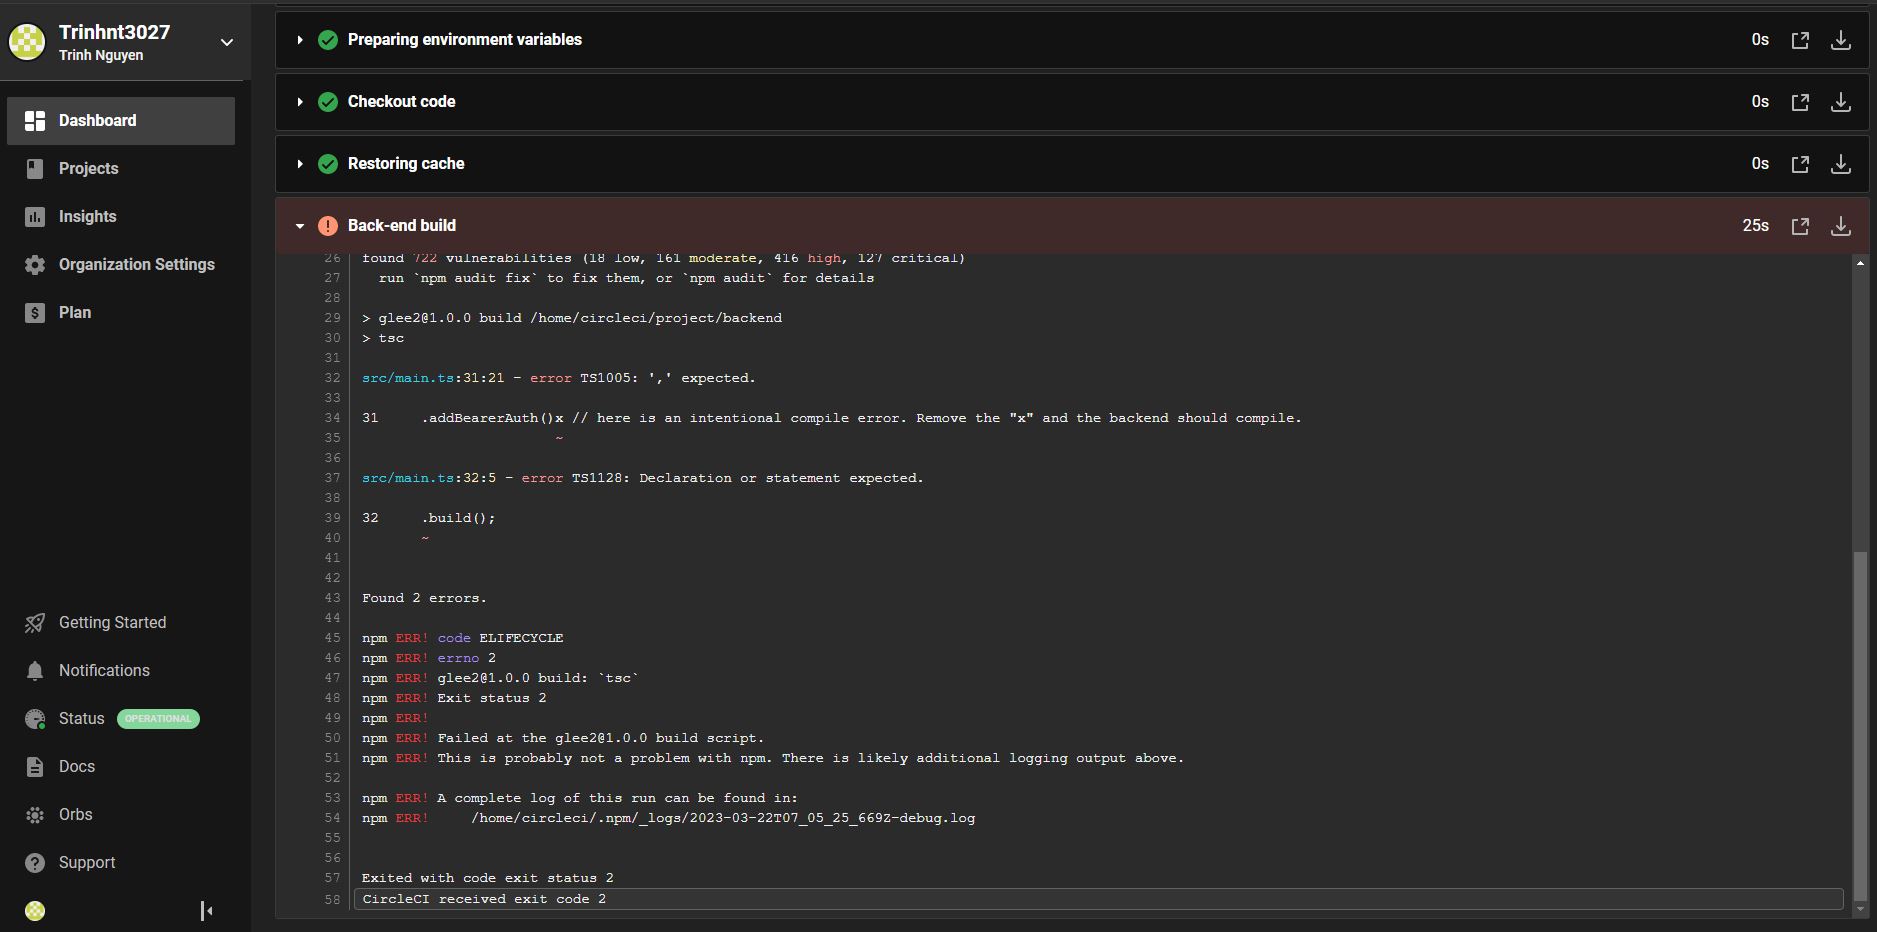 Trinhnt3027
Trinh Nguyen
Dashboard
Projects
Insights
Organization Settings
$ Plan
Getting Started
Notifications
Status OPERATIONAL
Docs
Orbs
? Support
Preparing environment variables 0s
Checkout code 0s
Restoring cache 0s
! Back-end build 25s
26 found 722 vulnerabilities (18 low, 161 moderate, 416 high, 127 critical)
27 run `npm audit fix` to fix them, or `npm audit` for details
28
29 > glee2@1.0.0 build /home/circleci/project/backend
30 > tsc
31
32 src/main.ts:31:21 - error TS1005: ',' expected.
33
34 31 .addBearerAuth()x // here is an intentional compile error. Remove the "x" and the backend should compile.
35 ~
36
37 src/main.ts:32:5 - error TS1128: Declaration or statement expected.
38
39 32 .build();
40 ~
41
42
43 Found 2 errors.
44
45 npm ERR! code ELIFECYCLE
46 npm ERR! errno 2
47 npm ERR! glee2@1.0.0 build: `tsc`
48 npm ERR! Exit status 2
49 npm ERR!
50 npm ERR! Failed at the glee2@1.0.0 build script.
51 npm ERR! This is probably not a problem with npm. There is likely additional logging output above.
52
53 npm ERR! A complete log of this run can be found in:
54 npm ERR! /home/circleci/.npm/_logs/2023-03-22T07_05_25_669Z-debug.log
55
56
57 Exited with code exit status 2
58 CircleCI received exit code 2